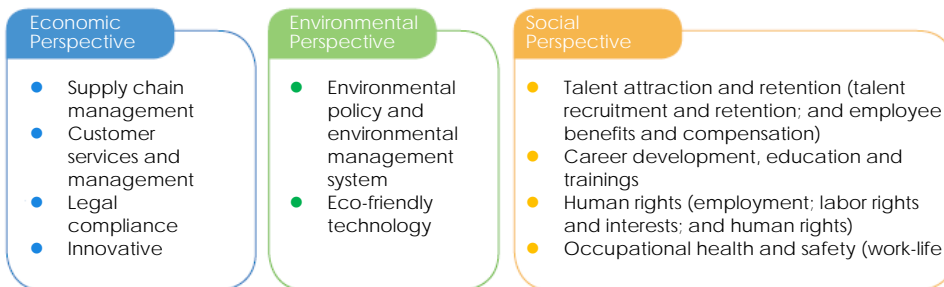 Economic
Perspective
Supply chain
management
Customer
services and
management
Legal
compliance
Innovative
Environmental
Perspective
Environmental
policy and
environmental
management
system
Eco-friendly
technology
Social
Perspective
Talent attraction and retention (talent
recruitment and retention; and employee
benefits and compensation)
Career development, education and
trainings
Human rights (employment; labor rights
and interests; and human rights)
Occupational health and safety (work-life